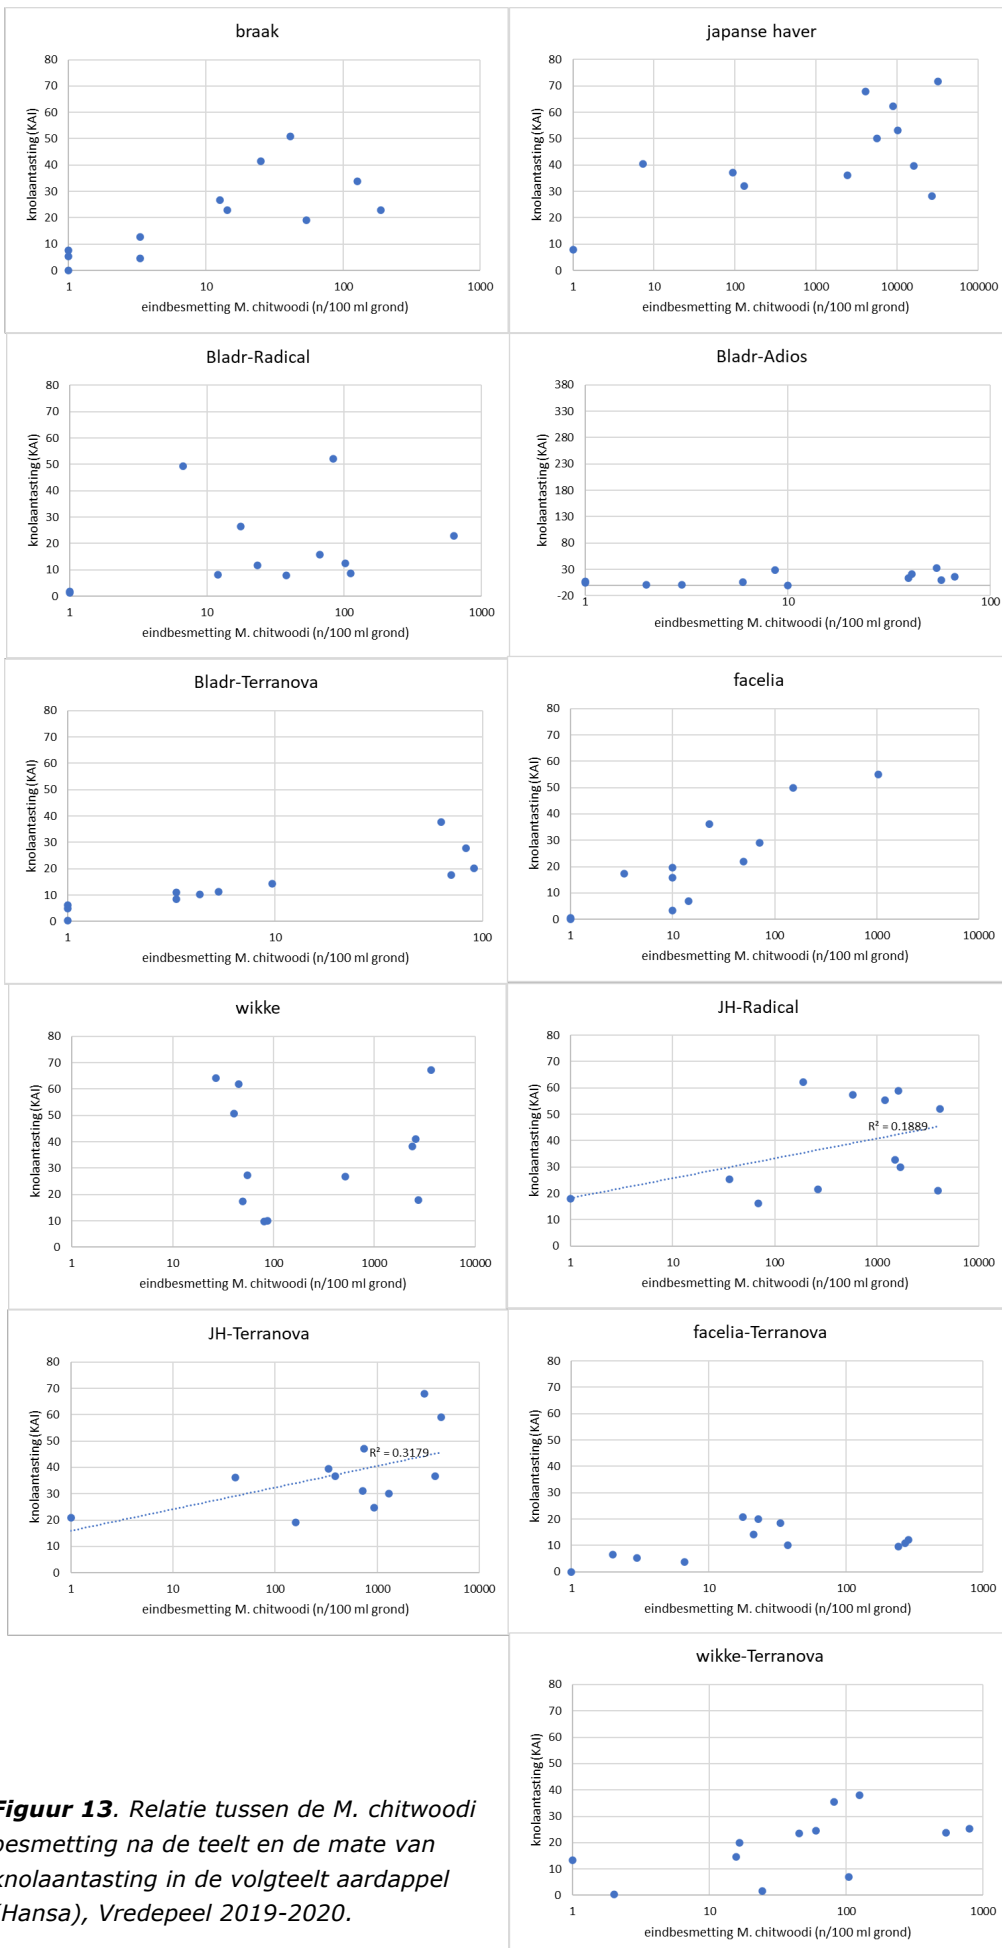 braak
80
70
60
50
40
30
20
10
0
knolaantasting (KAI)
1 10 100 1000
eindbesmetting M. chitwoodi (n/100 ml grond)
japanse haver
80
70
60
50
40
30
20
10
0
knolaantasting (KAI)
1 10 100 1000 10000 100000
eindbesmetting M. chitwoodi (n/100 ml grond)
Bladr-Radical
80
70
60
50
40
30
20
10
0
knolaantasting (KAI)
1 10 100 1000
eindbesmetting M. chitwoodi (n/100 ml grond)
Bladr-Adios
380
330
280
230
180
130
80
30
-20
knolaantasting (KAI)
1 10 100
eindbesmetting M. chitwoodi (n/100 ml grond)
Bladr-Terranova
80
70
60
50
40
30
20
10
0
knolaantasting (KAI)
1 10 100
eindbesmetting M. chitwoodi (n/100 ml grond)
facelia
80
70
60
50
40
30
20
10
0
knolaantasting (KAI)
1 10 100 1000 10000
eindbesmetting M. chitwoodi (n/100 ml grond)
wikke
80
70
60
50
40
30
20
10
0
knolaantasting (KAI)
1 10 100 1000 10000
eindbesmetting M. chitwoodi (n/100 ml grond)
JH-Radical
80
70
60
50
40
30
20
10
0
knolaantasting (KAI)
R² = 0.1889
1 10 100 1000 10000
eindbesmetting M. chitwoodi (n/100 ml grond)
JH-Terranova
80
70
60
50
40
30
20
10
0
knolaantasting (KAI)
R² = 0.3179
1 10 100 1000 10000
eindbesmetting M. chitwoodi (n/100 ml grond)
facelia-Terranova
80
70
60
50
40
30
20
10
0
knolaantasting (KAI)
1 10 100 1000
eindbesmetting M. chitwoodi (n/100 ml grond)
wikke-Terranova
80
70
60
50
40
30
20
10
0
knolaantasting (KAI)
1 10 100 1000
eindbesmetting M. chitwoodi (n/100 ml grond)
Figuur 13. Relatie tussen de M. chitwoodi
besmetting na de teelt en de mate van
knolaantasting in de volgteelt aardappel
(Hansa), Vredepeel 2019-2020.